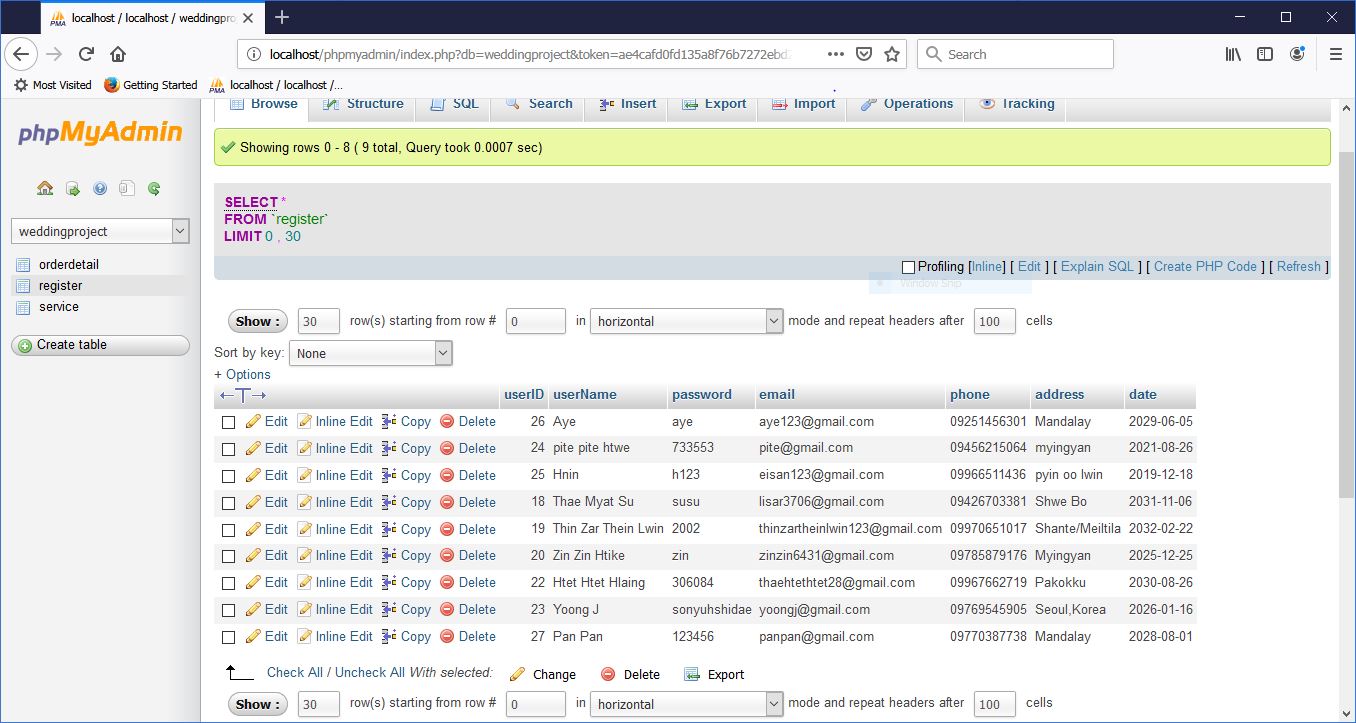 localhost / localhost / weddingpro
localhost/phpmyadmin/index.php?db=weddingproject&token=ae4cafd0fd135a8f76b7272ebd
Search
Most Visited Getting Started localhost / localhost /...
phpMyAdmin
weddingproject
orderdetail
register
service
Create table
Browse Structure SQL Search Insert Export Import Operations Tracking
Showing rows 0 - 8 ( 9 total, Query took 0.0007 sec)
SELECT *
FROM `register`
LIMIT 0 , 30
Profiling [Inline] [ Edit ] [ Explain SQL ] [ Create PHP Code ] [ Refresh ]
Window Snip
Show : 30 row(s) starting from row # 0 in horizontal mode and repeat headers after 100 cells
Sort by key: None
+ Options
←T→ userID userName password email phone address date
Edit Inline Edit Copy Delete 26 Aye aye aye123@gmail.com 09251456301 Mandalay 2029-06-05
Edit Inline Edit Copy Delete 24 pite pite htwe 733553 pite@gmail.com 09456215064 myingyan 2021-08-26
Edit Inline Edit Copy Delete 25 Hnin h123 eisan123@gmail.com 09966511436 pyin oo lwin 2019-12-18
Edit Inline Edit Copy Delete 18 Thae Myat Su susu lisar3706@gmail.com 09426703381 Shwe Bo 2031-11-06
Edit Inline Edit Copy Delete 19 Thin Zar Thein Lwin 2002 thinzartheinlwin123@gmail.com 09970651017 Shante/Meiltila 2032-02-22
Edit Inline Edit Copy Delete 20 Zin Zin Htike zin zinzin6431@gmail.com 09785879176 Myingyan 2025-12-25
Edit Inline Edit Copy Delete 22 Htet Htet Hlaing 306084 thaehtethtet28@gmail.com 09967662719 Pakokku 2030-08-26
Edit Inline Edit Copy Delete 23 Yoong J sonyuhshidae yoongj@gmail.com 09769545905 Seoul,Korea 2026-01-16
Edit Inline Edit Copy Delete 27 Pan Pan 123456 panpan@gmail.com 09770387738 Mandalay 2028-08-01
Check All / Uncheck All With selected: Change Delete Export
Show : 30 row(s) starting from row # 0 in horizontal mode and repeat headers after 100 cells